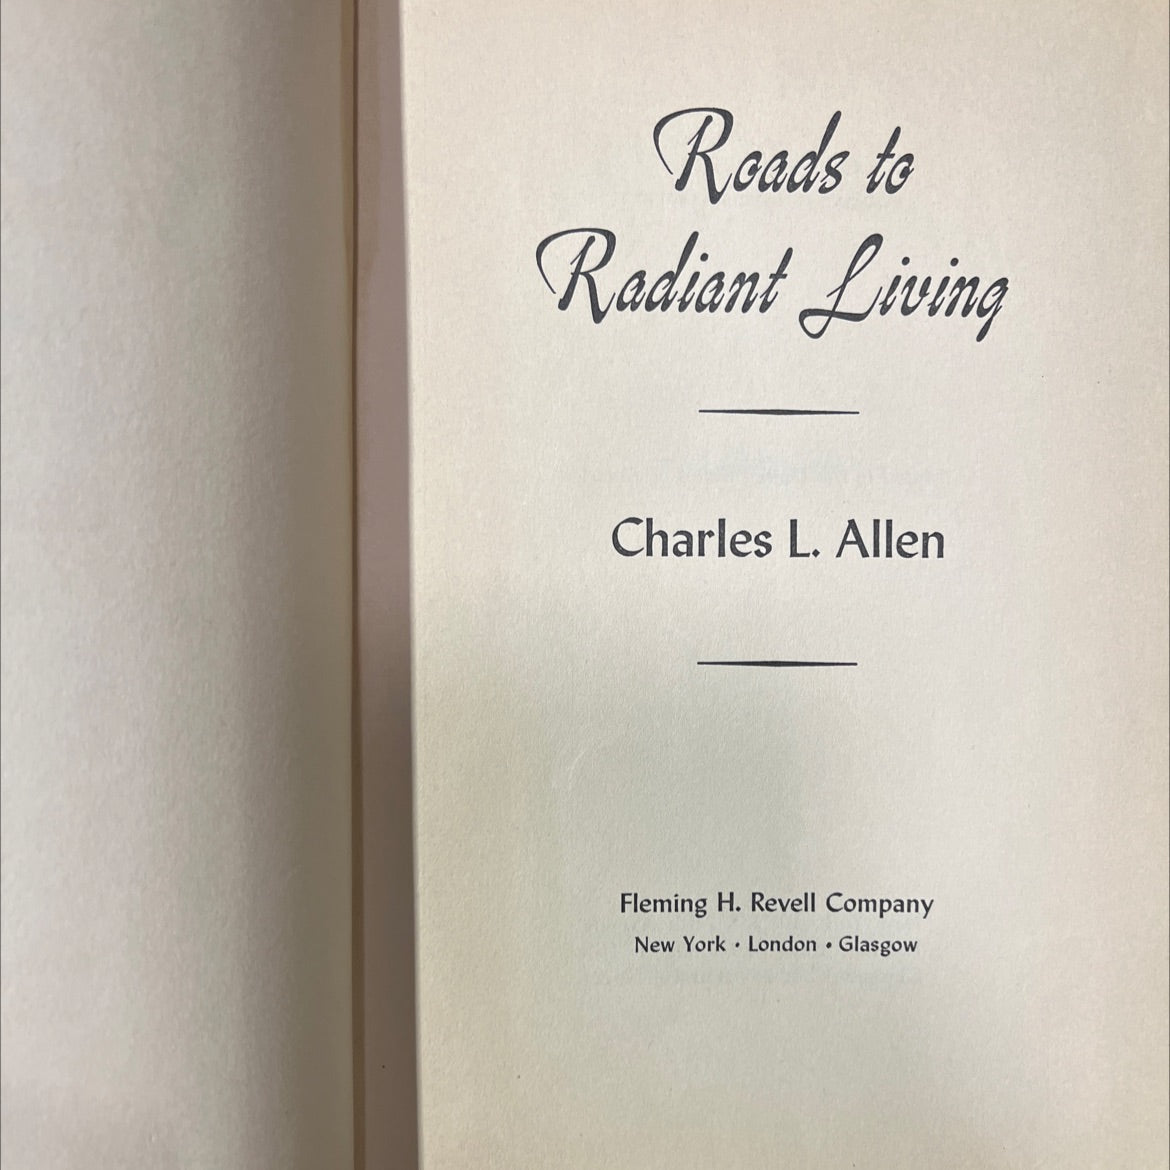 Roads to
Radiant Living
Charles L. Allen
Fleming H. Revell Company
New York • London • Glasgow